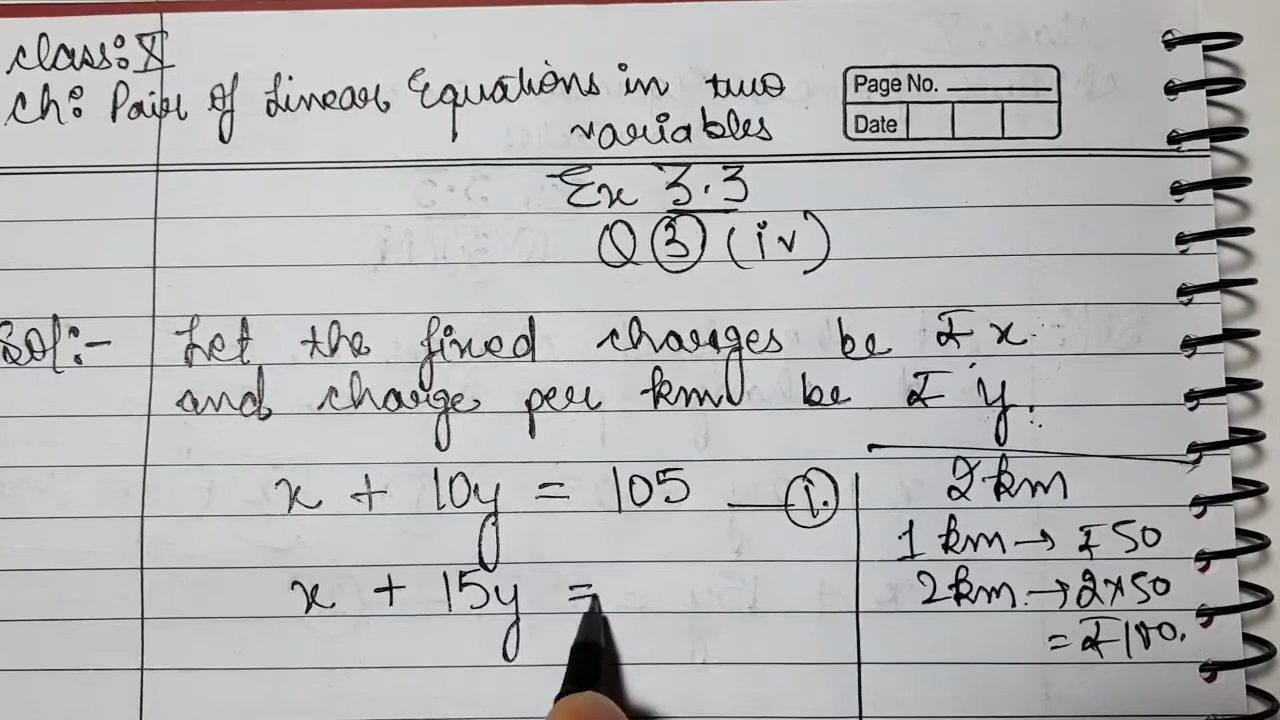 class: X
Ch: Pair of Linear Equations in two
variables
Page No.
Date
Ex 3.3
Q 3 (iv)
Sol:- Let the fixed charges be ₹ x.
and charge per km be ₹ y.
x + 10y = 105 — i.
x + 15y =
2 km
1 km → ₹ 50
2 km. → 2×50
= ₹ 100.